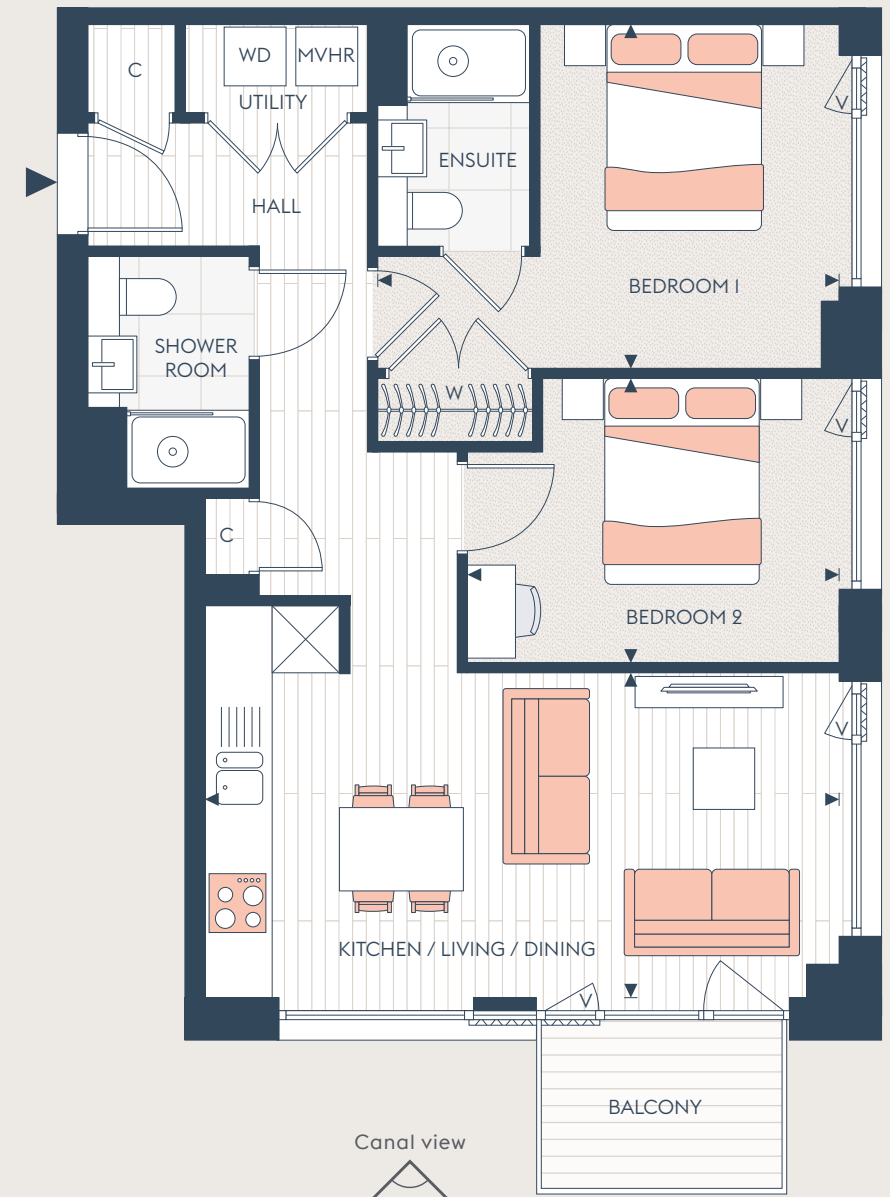 C
WD
MVHR
UTILITY
V
ENSUITE
HALL
BEDROOM 1
SHOWER
ROOM
W
V
C
BEDROOM 2
V
KITCHEN / LIVING / DINING
V
BALCONY
Canal view